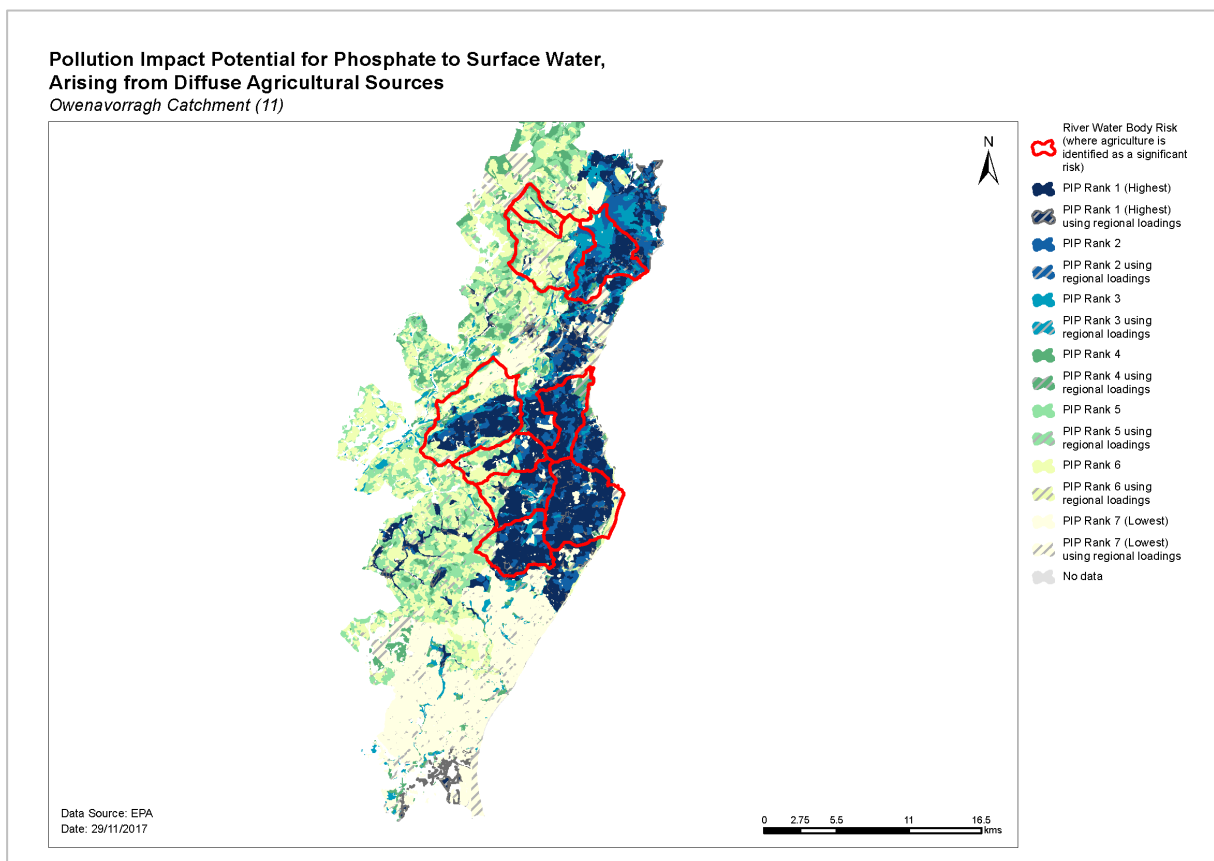 Pollution Impact Potential for Phosphate to Surface Water,
Arising from Diffuse Agricultural Sources
Owenavorragh Catchment (11)
N
River Water Body Risk
(where agriculture is
identified as a significant
risk)
PIP Rank 1 (Highest)
PIP Rank 1 (Highest)
using regional loadings
PIP Rank 2
PIP Rank 2 using
regional loadings
PIP Rank 3
PIP Rank 3 using
regional loadings
PIP Rank 4
PIP Rank 4 using
regional loadings
PIP Rank 5
PIP Rank 5 using
regional loadings
PIP Rank 6
PIP Rank 6 using
regional loadings
PIP Rank 7 (Lowest)
PIP Rank 7 (Lowest)
using regional loadings
No data
Data Source: EPA
Date: 29/11/2017
0 2.75 5.5 11 16.5
kms